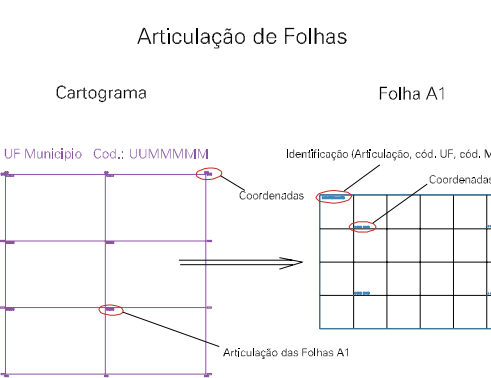 Articulação de Folhas
Cartograma
Folha A1
UF Municipio Cod.: UUMMMMM
Identificação (Articulação, cód. UF, cód. M
Coordenadas
Coordenadas
Articulação das Folhas A1